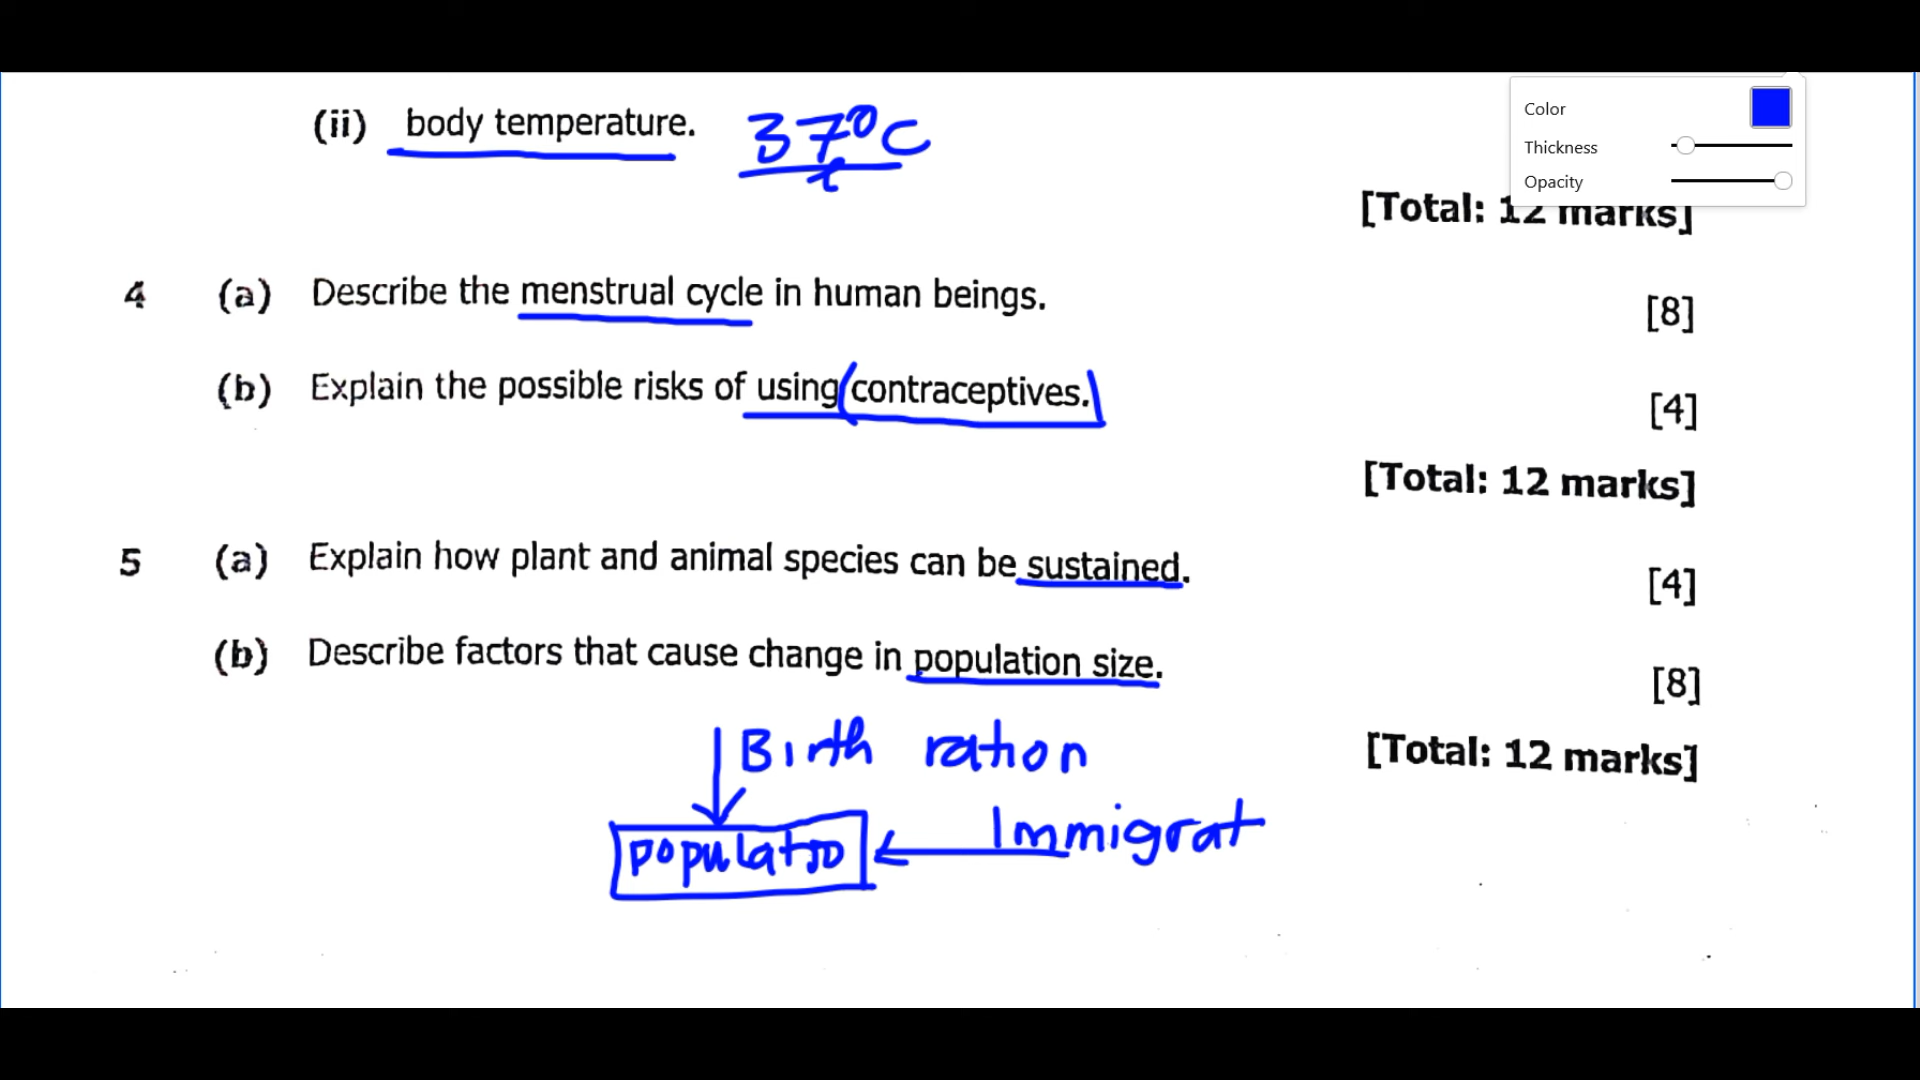 (ii) body temperature. 37°C
Color
Thickness
Opacity
[Total: 12 marks]
4 (a) Describe the menstrual cycle in human beings. [8]
(b) Explain the possible risks of using (contraceptives. [4]
[Total: 12 marks]
5 (a) Explain how plant and animal species can be sustained. [4]
(b) Describe factors that cause change in population size. [8]
Birth ration
[Total: 12 marks]
Immigrat
populatio